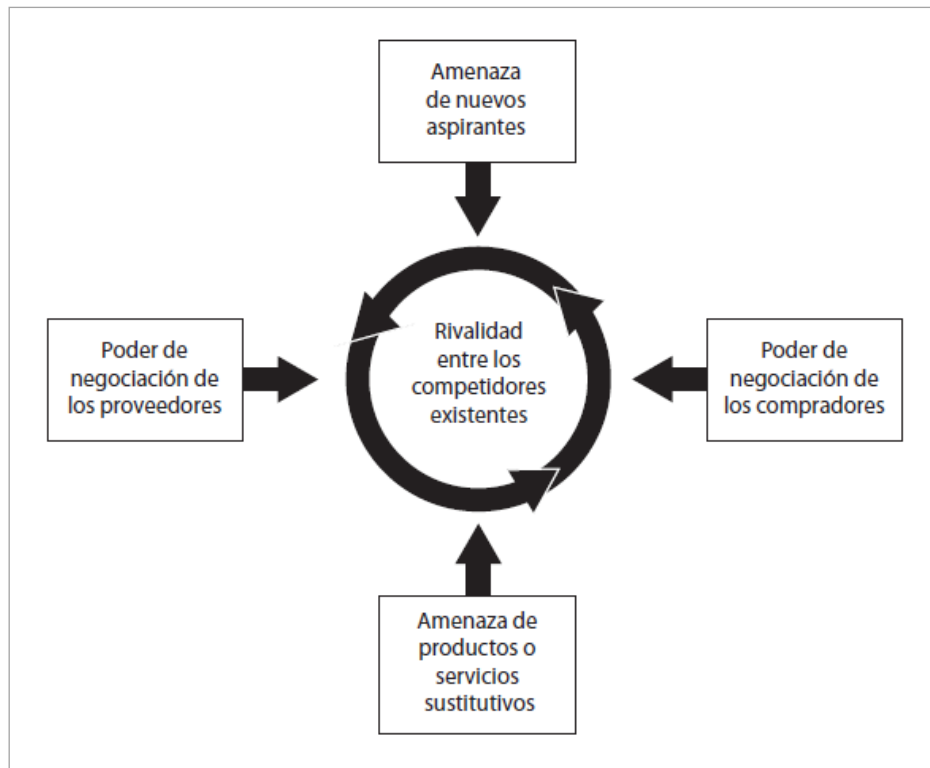 Amenaza
de nuevos
aspirantes
Poder de
negociación de
los proveedores
Rivalidad
entre los
competidores
existentes
Poder de
negociación de
los compradores
Amenaza de
productos o
servicios
sustitutivos